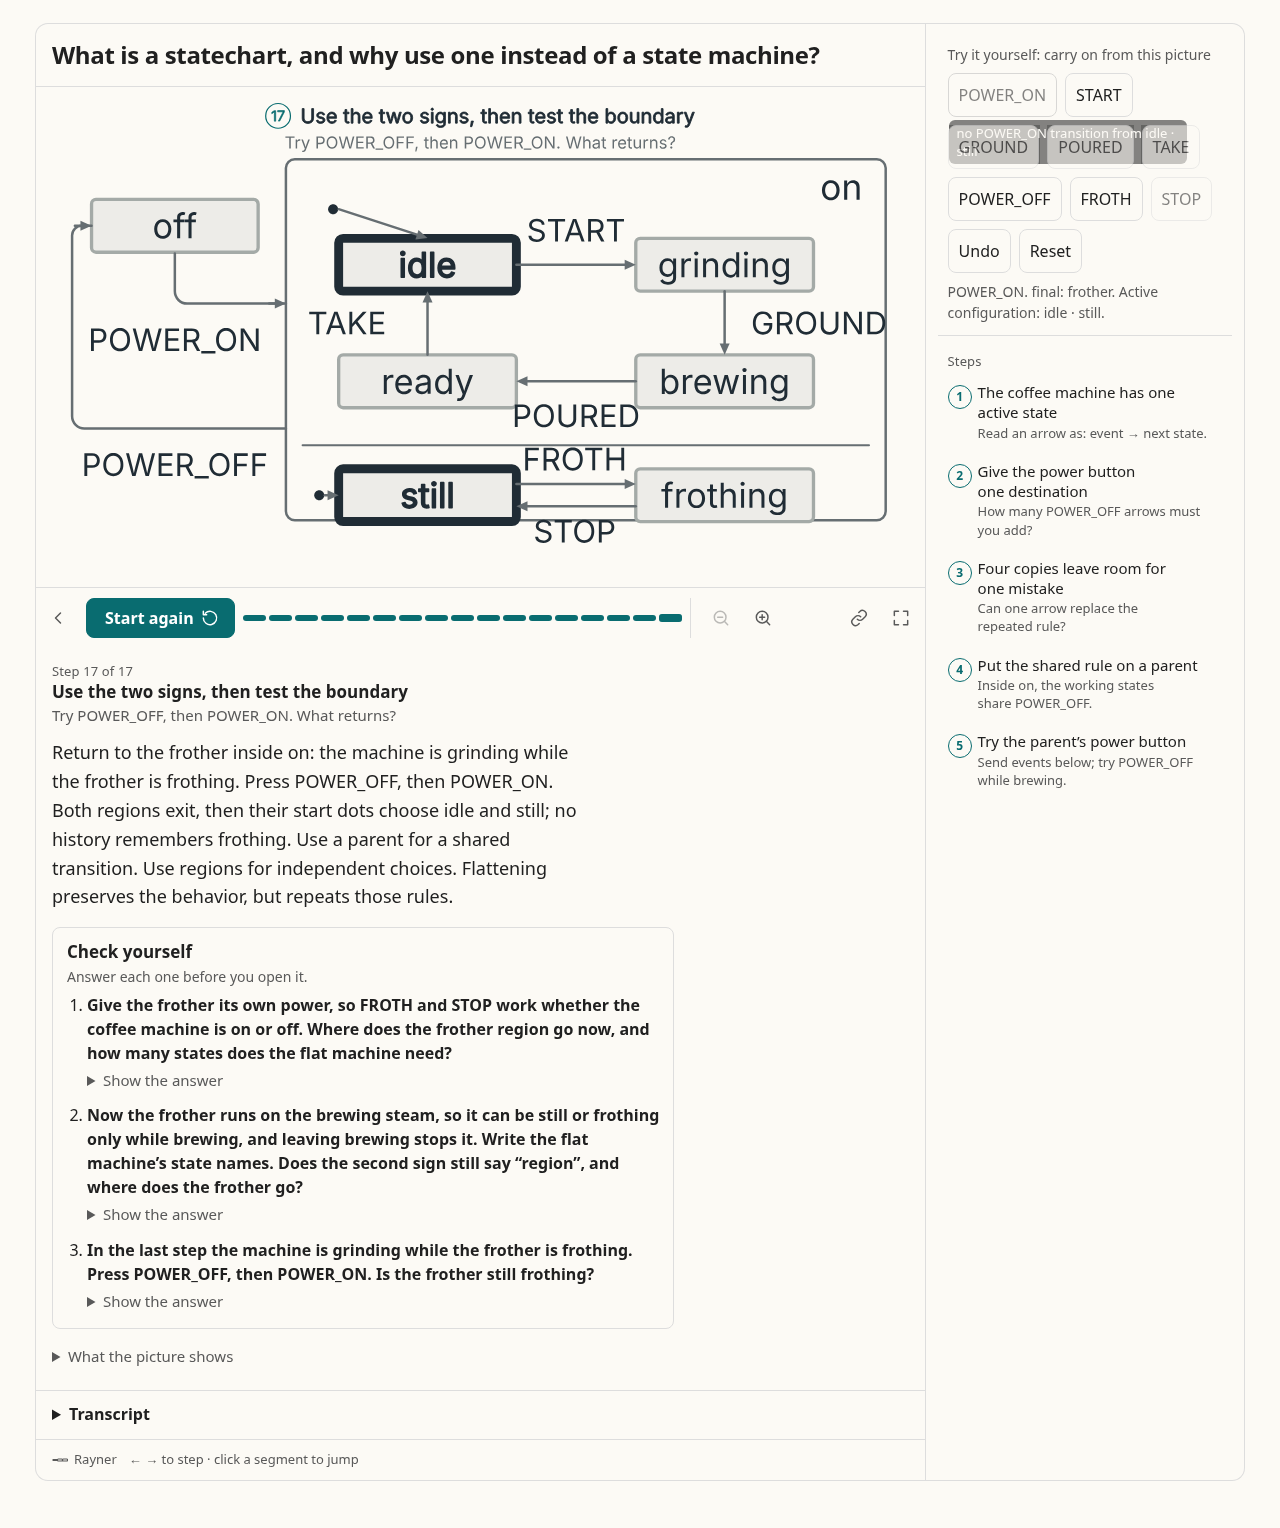 What is a statechart, and why use one instead of a state machine?
17 Use the two signs, then test the boundary
Try POWER_OFF, then POWER_ON. What returns?
on
off
START
idle
grinding
POWER_ON
TAKE
GROUND
ready
brewing
POURED
POWER_OFF
FROTH
still
frothing
STOP
Start again
Step 17 of 17
Use the two signs, then test the boundary
Try POWER_OFF, then POWER_ON. What returns?
Return to the frother inside on: the machine is grinding while
the frother is frothing. Press POWER_OFF, then POWER_ON.
Both regions exit, then their start dots choose idle and still; no
history remembers frothing. Use a parent for a shared
transition. Use regions for independent choices. Flattening
preserves the behavior, but repeats those rules.
Check yourself
Answer each one before you open it.
1. Give the frother its own power, so FROTH and STOP work whether the
coffee machine is on or off. Where does the frother region go now, and
how many states does the flat machine need?
Show the answer
2. Now the frother runs on the brewing steam, so it can be still or frothing
only while brewing, and leaving brewing stops it. Write the flat
machine’s state names. Does the second sign still say “region”, and
where does the frother go?
Show the answer
3. In the last step the machine is grinding while the frother is frothing.
Press POWER_OFF, then POWER_ON. Is the frother still frothing?
Show the answer
What the picture shows
Transcript
Rayner ← → to step · click a segment to jump
Try it yourself: carry on from this picture
POWER_ON START
no POWER_ON transition from idle ·
still
GROUND POURED TAKE
POWER_OFF FROTH STOP
Undo Reset
POWER_ON. final: frother. Active
configuration: idle · still.
Steps
1 The coffee machine has one
active state
Read an arrow as: event → next state.
2 Give the power button
one destination
How many POWER_OFF arrows must
you add?
3 Four copies leave room for
one mistake
Can one arrow replace the
repeated rule?
4 Put the shared rule on a parent
Inside on, the working states
share POWER_OFF.
5 Try the parent’s power button
Send events below; try POWER_OFF
while brewing.